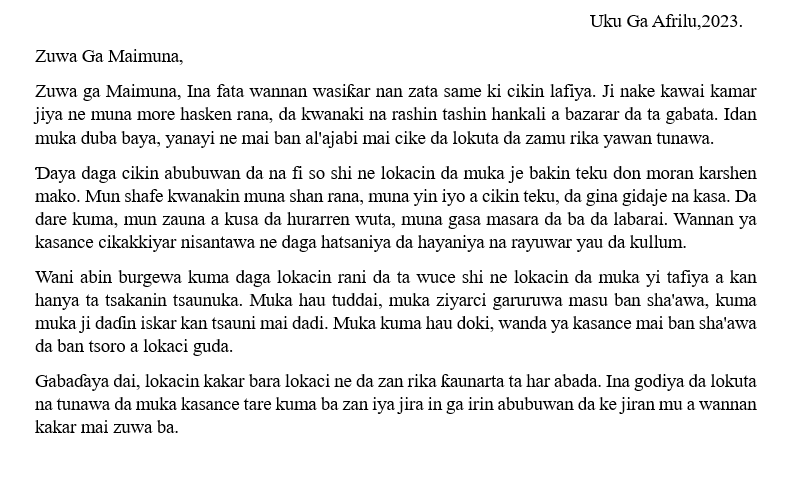 Uku Ga Afrilu,2023.
Zuwa Ga Maimuna,
Zuwa ga Maimuna, Ina fata wannan wasiƙar nan zata same ki cikin lafiya. Ji nake kawai kamar
jiya ne muna more hasken rana, da kwanaki na rashin tashin hankali a bazarar da ta gabata. Idan
muka duba baya, yanayi ne mai ban al'ajabi mai cike da lokuta da zamu rika yawan tunawa.
Ɗaya daga cikin abubuwan da na fi so shi ne lokacin da muka je bakin teku don moran karshen
mako. Mun shafe kwanakin muna shan rana, muna yin iyo a cikin teku, da gina gidaje na kasa. Da
dare kuma, mun zauna a kusa da hurarren wuta, muna gasa masara da ba da labarai. Wannan ya
kasance cikakkiyar nisantawa ne daga hatsaniya da hayaniya na rayuwar yau da kullum.
Wani abin burgewa kuma daga lokacin rani da ta wuce shi ne lokacin da muka yi tafiya a kan
hanya ta tsakanin tsaunuka. Muka hau tuddai, muka ziyarci garuruwa masu ban sha'awa, kuma
muka ji daɗin iskar kan tsauni mai dadi. Muka kuma hau doki, wanda ya kasance mai ban sha'awa
da ban tsoro a lokaci guda.
Gabaɗaya dai, lokacin kakar bara lokaci ne da zan rika ƙaunarta ta har abada. Ina godiya da lokuta
na tunawa da muka kasance tare kuma ba zan iya jira in ga irin abubuwan da ke jiran mu a wannan
kakar mai zuwa ba.